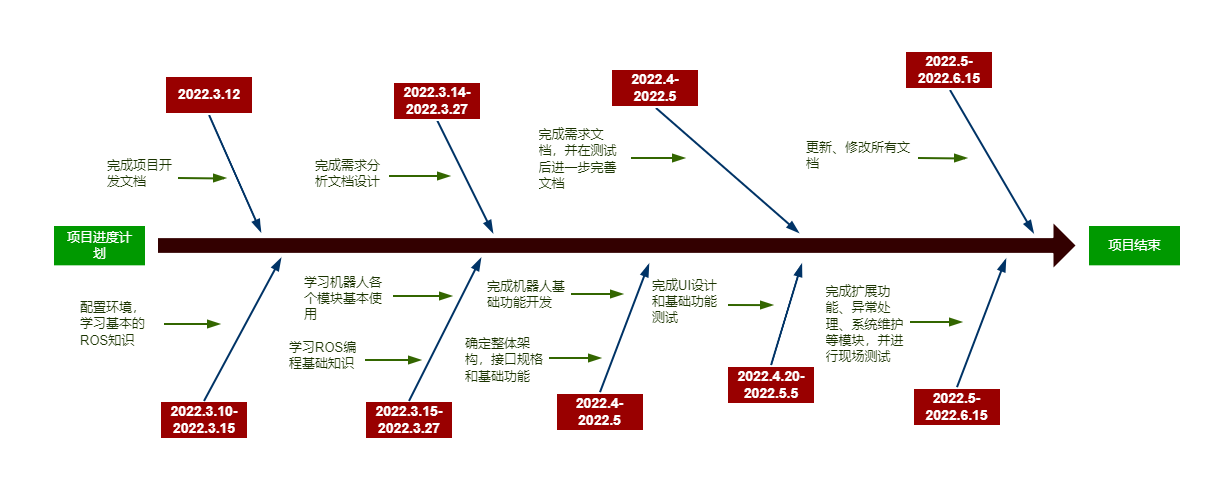 2022.5-
2022.6.15
2022.4-
2022.5
2022.3.12
2022.3.14-
2022.3.27
完成项目开
发文档
完成需求分
析文档设计
完成需求文
档，并在测试
后进一步完善
文档
更新、修改所有文
档
项目进度计
划
项目结束
配置环境，
学习基本的
ROS知识
学习机器人各
个模块基本使
用
学习ROS编
程基础知识
完成机器人基
础功能开发
确定整体架
构，接口规格
和基础功能
完成UI设计
和基础功能
测试
完成扩展功
能、异常处
理、系统维护
等模块，并进
行现场测试
2022.3.10-
2022.3.15
2022.3.15-
2022.3.27
2022.4-
2022.5
2022.4.20-
2022.5.5
2022.5-
2022.6.15